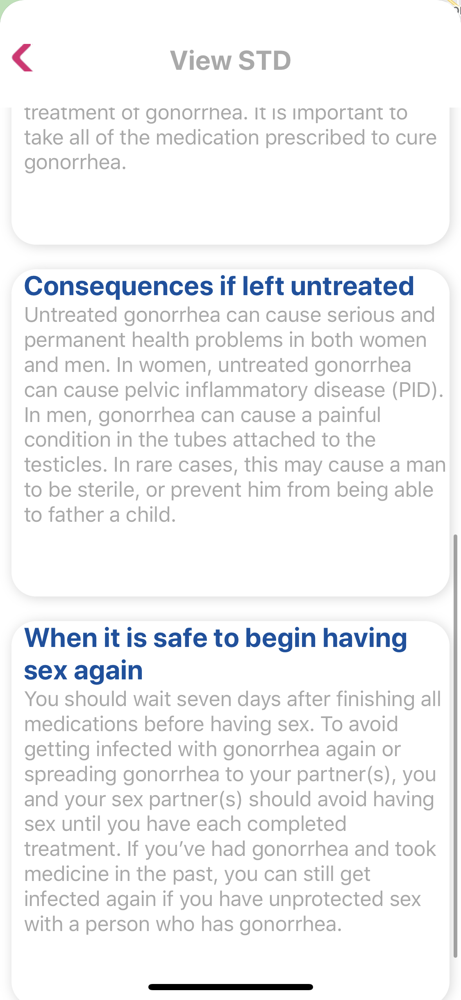 View STD
treatment of gonorrhea. It is important to
take all of the medication prescribed to cure
gonorrhea.
Consequences if left untreated
Untreated gonorrhea can cause serious and
permanent health problems in both women
and men. In women, untreated gonorrhea
can cause pelvic inflammatory disease (PID).
In men, gonorrhea can cause a painful
condition in the tubes attached to the
testicles. In rare cases, this may cause a man
to be sterile, or prevent him from being able
to father a child.
When it is safe to begin having
sex again
You should wait seven days after finishing all
medications before having sex. To avoid
getting infected with gonorrhea again or
spreading gonorrhea to your partner(s), you
and your sex partner(s) should avoid having
sex until you have each completed
treatment. If you’ve had gonorrhea and took
medicine in the past, you can still get
infected again if you have unprotected sex
with a person who has gonorrhea.